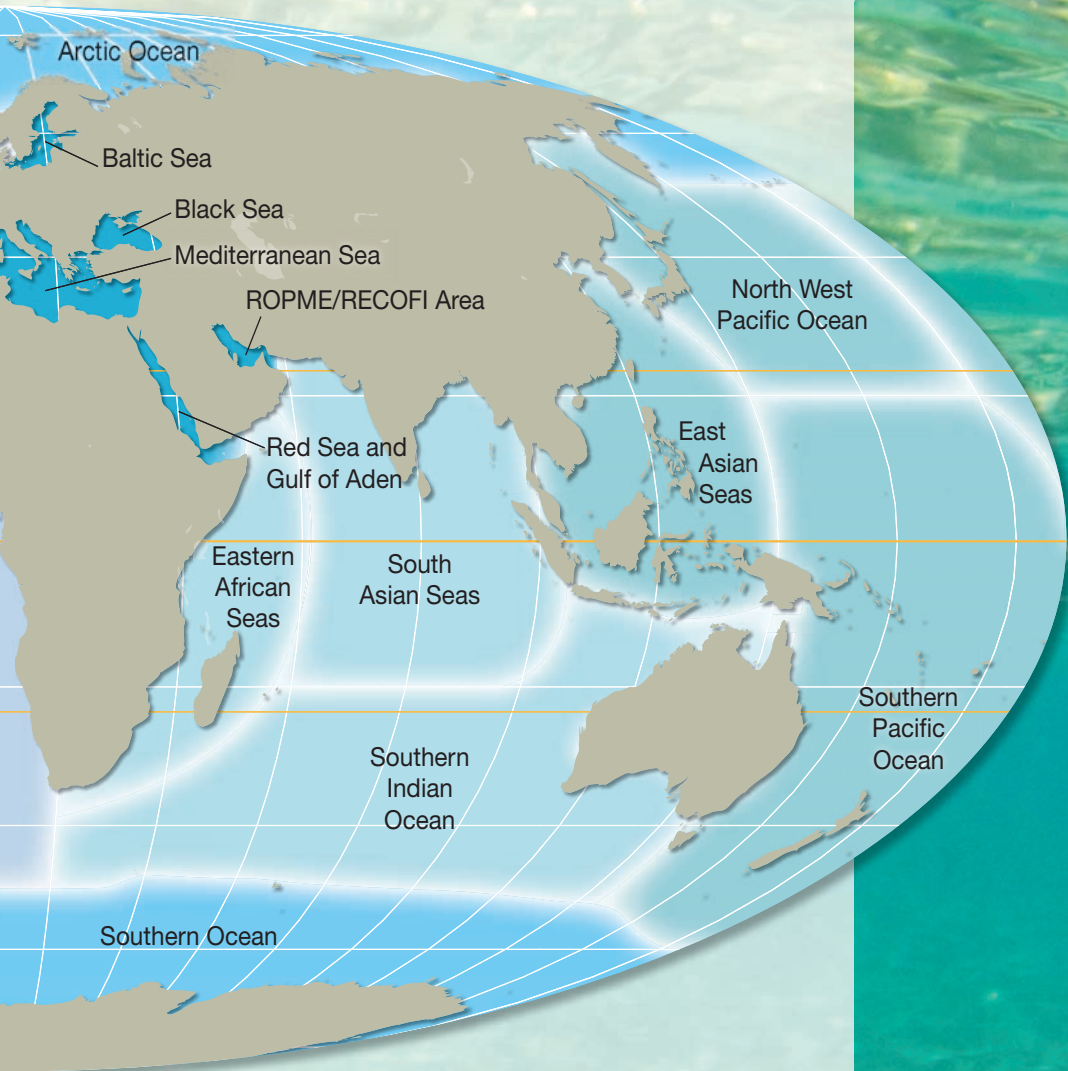 Arctic Ocean
Baltic Sea
Black Sea
Mediterranean Sea
ROPME/RECOFI Area
North West
Pacific Ocean
East
Asian
Seas
Red Sea and
Gulf of Aden
Eastern
African
Seas
South
Asian Seas
Southern
Pacific
Ocean
Southern
Indian
Ocean
Southern Ocean